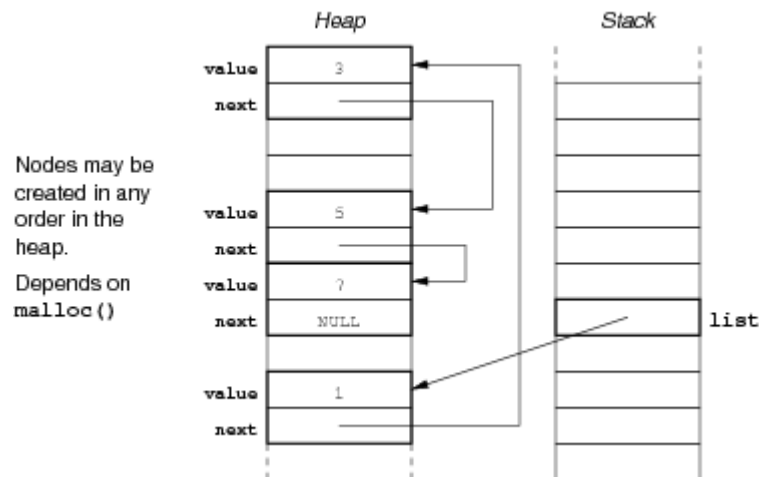 Heap Stack
value 3
next
Nodes may be
created in any
order in the
heap.
Depends on
malloc()
value 5
next
value 7
next NULL
list
value 1
next